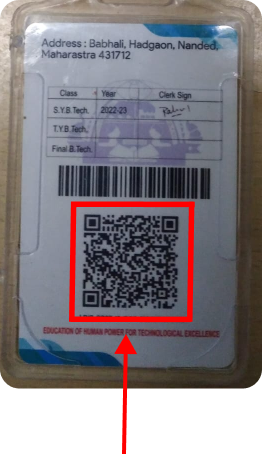 Address : Babhali, Hadgaon, Nanded,
Maharastra 431712
Class Year Clerk Sign
S.Y.B.Tech. 2022-23
T.Y.B.Tech.
Final.B.Tech.
EDUCATION OF HUMAN POWER FOR TECHNOLOGICAL EXCELLENCE